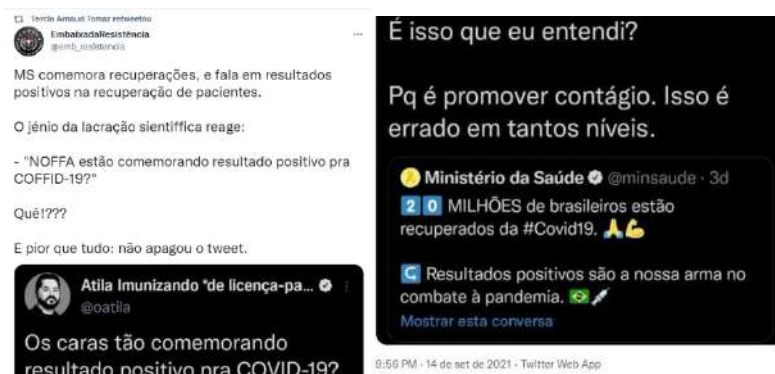 Tercio Arnaud Tomaz retweetou
EmbaixadaResistência
@emb_resistencia
MS comemora recuperações, e fala em resultados
positivos na recuperação de pacientes.
O jénio da lacração sientiffica reage:
- "NOFFA estão comemorando resultado positivo pra
COFFID-19?"
Quê!???
E pior que tudo: não apagou o tweet.
Atila Imunizando "de licença-pa...
@oatila
Os caras tão comemorando
resultado positivo pra COVID-19?
É isso que eu entendi?
Pq é promover contágio. Isso é
errado em tantos níveis.
Ministério da Saúde @minsaude · 3d
2 0 MILHÕES de brasileiros estão
recuperados da #Covid19.
Resultados positivos são a nossa arma no
combate à pandemia.
Mostrar esta conversa
9:56 PM · 14 de set de 2021 · Twitter Web App